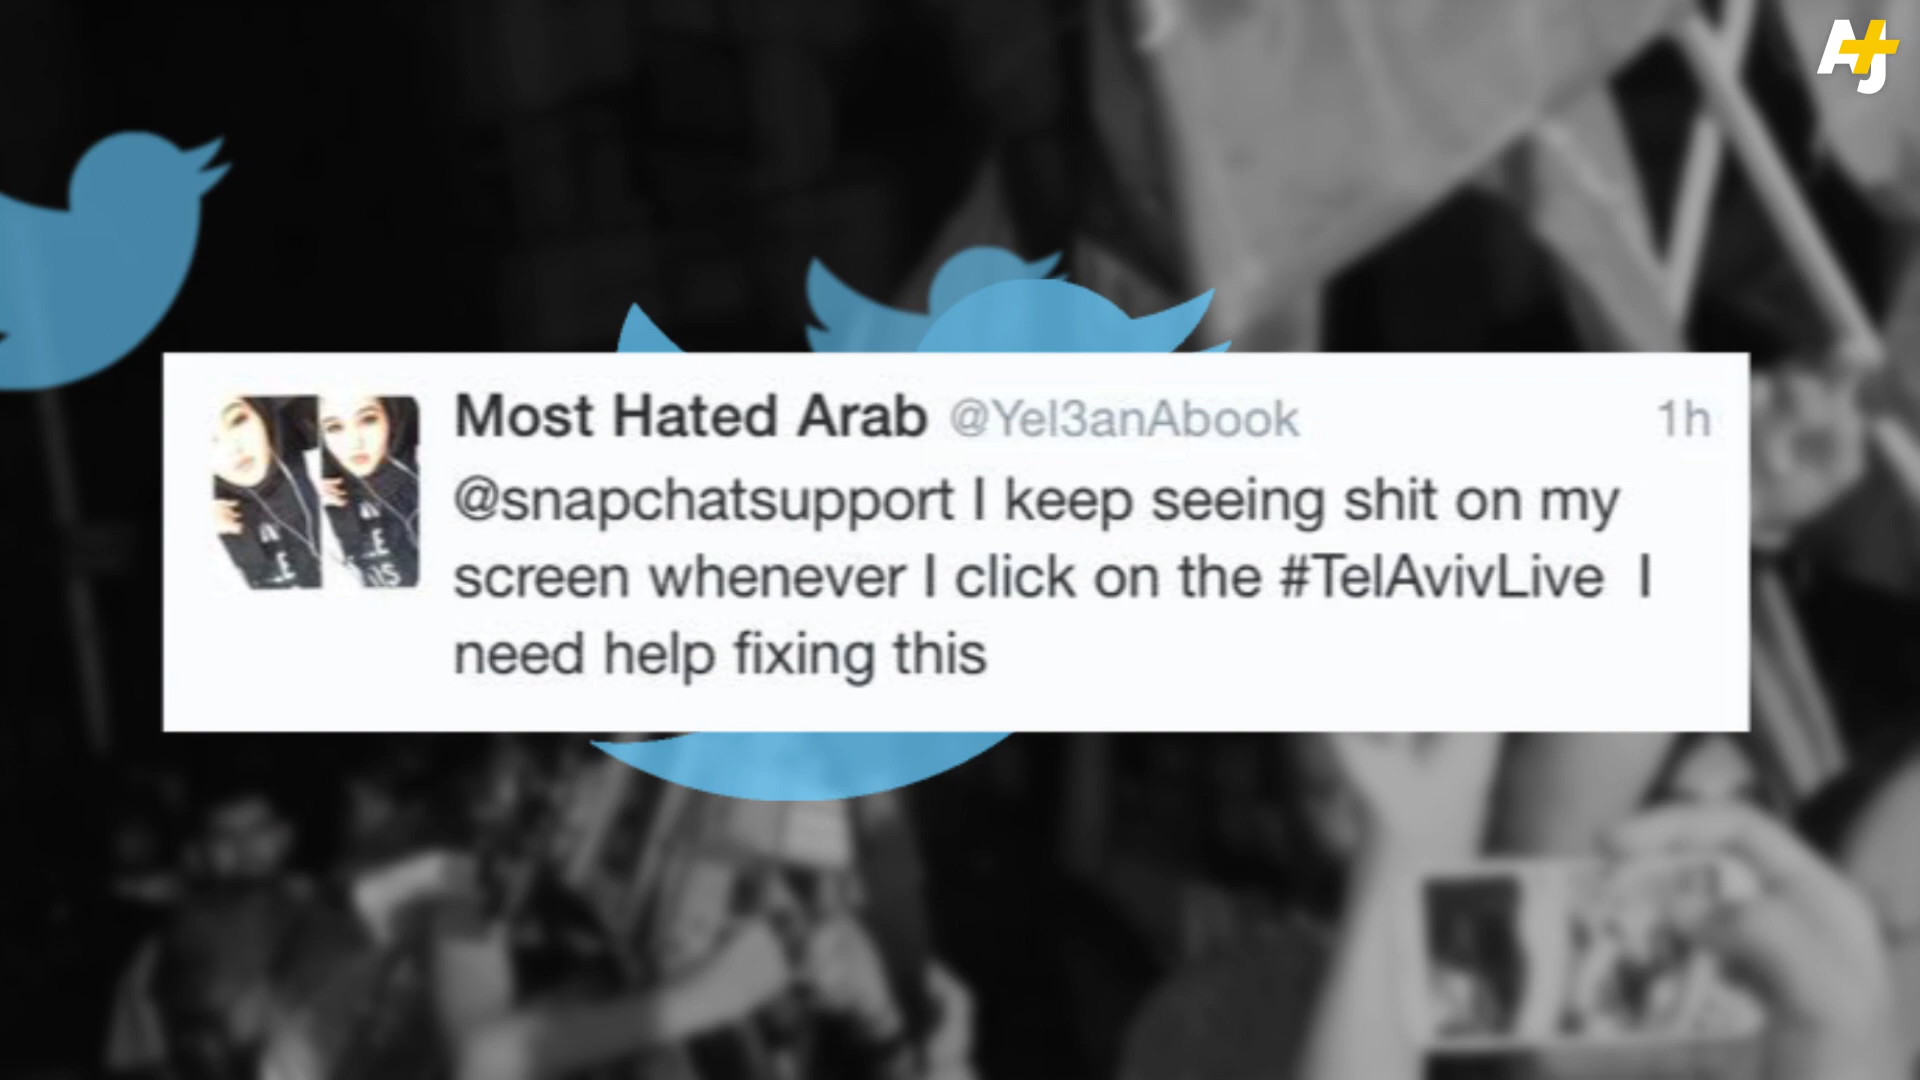 AJ+
Most Hated Arab @Yel3anAbook 1h
@snapchatsupport I keep seeing shit on my
screen whenever I click on the #TelAvivLive I
need help fixing this